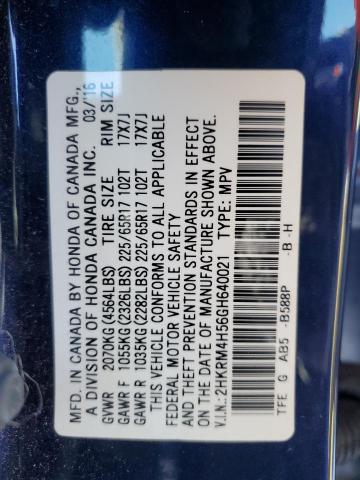 MFD. IN CANADA BY HONDA OF CANADA MFG.,
A DIVISION OF HONDA CANADA INC. 03/16
GVWR 2070KG(4564LBS) TIRE SIZE RIM SIZE
GAWR F 1055KG(2326LBS) 225/65R17 102T 17X7J
GAWR R 1035KG(2282LBS) 225/65R17 102T 17X7J
THIS VEHICLE CONFORMS TO ALL APPLICABLE
FEDERAL MOTOR VEHICLE SAFETY
AND THEFT PREVENTION STANDARDS IN EFFECT
ON THE DATE OF MANUFACTURE SHOWN ABOVE.
V.I.N.:2HKRM4H56GH640021 TYPE: MPV
TFE G AB5 -B588P -B -H